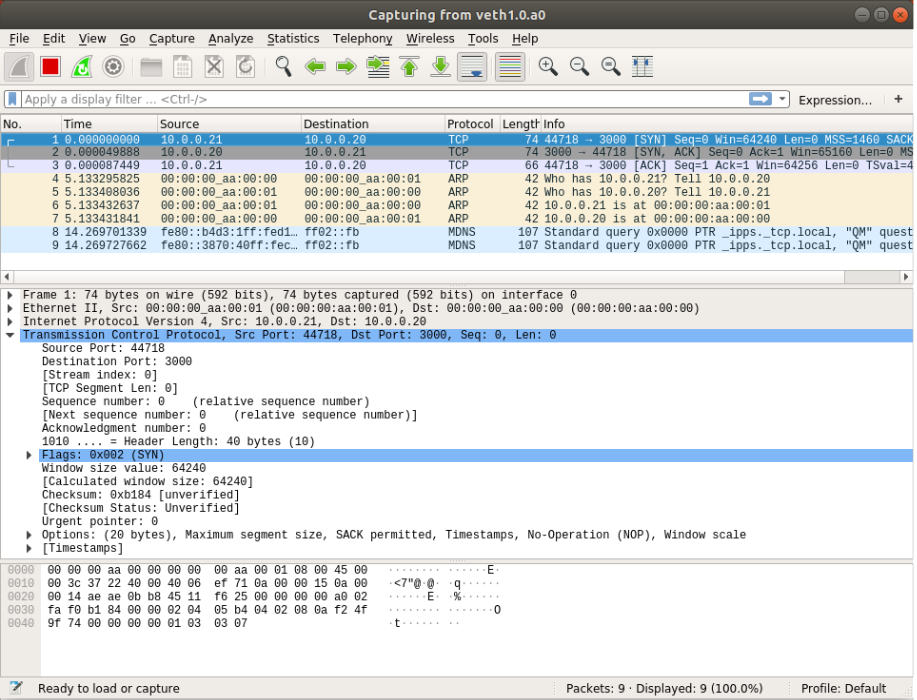 Capturing from veth1.0.a0
File Edit View Go Capture Analyze Statistics Telephony Wireless Tools Help
Apply a display filter ... <Ctrl-/> Expression... +
No. Time Source Destination Protocol Length Info
1 0.000000000 10.0.0.21 10.0.0.20 TCP 74 44718 → 3000 [SYN] Seq=0 Win=64240 Len=0 MSS=1460 SACK
2 0.000049888 10.0.0.20 10.0.0.21 TCP 74 3000 → 44718 [SYN, ACK] Seq=0 Ack=1 Win=65160 Len=0 MS
3 0.000087449 10.0.0.21 10.0.0.20 TCP 66 44718 → 3000 [ACK] Seq=1 Ack=1 Win=64256 Len=0 TSval=4
4 5.133295825 00:00:00_aa:00:00 00:00:00_aa:00:01 ARP 42 Who has 10.0.0.21? Tell 10.0.0.20
5 5.133408036 00:00:00_aa:00:01 00:00:00_aa:00:00 ARP 42 Who has 10.0.0.20? Tell 10.0.0.21
6 5.133432637 00:00:00_aa:00:01 00:00:00_aa:00:00 ARP 42 10.0.0.21 is at 00:00:00:aa:00:01
7 5.133431841 00:00:00_aa:00:00 00:00:00_aa:00:01 ARP 42 10.0.0.20 is at 00:00:00:aa:00:00
8 14.269701339 fe80::b4d3:1ff:fed1… ff02::fb MDNS 107 Standard query 0x0000 PTR _ipps._tcp.local, "QM" quest
9 14.269727662 fe80::3870:40ff:fec… ff02::fb MDNS 107 Standard query 0x0000 PTR _ipps._tcp.local, "QM" quest
Frame 1: 74 bytes on wire (592 bits), 74 bytes captured (592 bits) on interface 0
Ethernet II, Src: 00:00:00_aa:00:01 (00:00:00:aa:00:01), Dst: 00:00:00_aa:00:00 (00:00:00:aa:00:00)
Internet Protocol Version 4, Src: 10.0.0.21, Dst: 10.0.0.20
Transmission Control Protocol, Src Port: 44718, Dst Port: 3000, Seq: 0, Len: 0
Source Port: 44718
Destination Port: 3000
[Stream index: 0]
[TCP Segment Len: 0]
Sequence number: 0 (relative sequence number)
[Next sequence number: 0 (relative sequence number)]
Acknowledgment number: 0
1010 .... = Header Length: 40 bytes (10)
Flags: 0x002 (SYN)
Window size value: 64240
[Calculated window size: 64240]
Checksum: 0xb184 [unverified]
[Checksum Status: Unverified]
Urgent pointer: 0
Options: (20 bytes), Maximum segment size, SACK permitted, Timestamps, No-Operation (NOP), Window scale
[Timestamps]
0000 00 00 00 aa 00 00 00 00 00 aa 00 01 08 00 45 00 ········ ······E·
0010 00 3c 37 22 40 00 40 06 ef 71 0a 00 00 15 0a 00 ·<7"@·@· ·q······
0020 00 14 ae ae 0b b8 45 11 f6 25 00 00 00 00 a0 02 ······E· ·%······
0030 fa f0 b1 84 00 00 02 04 05 b4 04 02 08 0a f2 4f ········ ·······O
0040 9f 74 00 00 00 00 01 03 03 07 ·t······ ··
Ready to load or capture Packets: 9 · Displayed: 9 (100.0%) Profile: Default